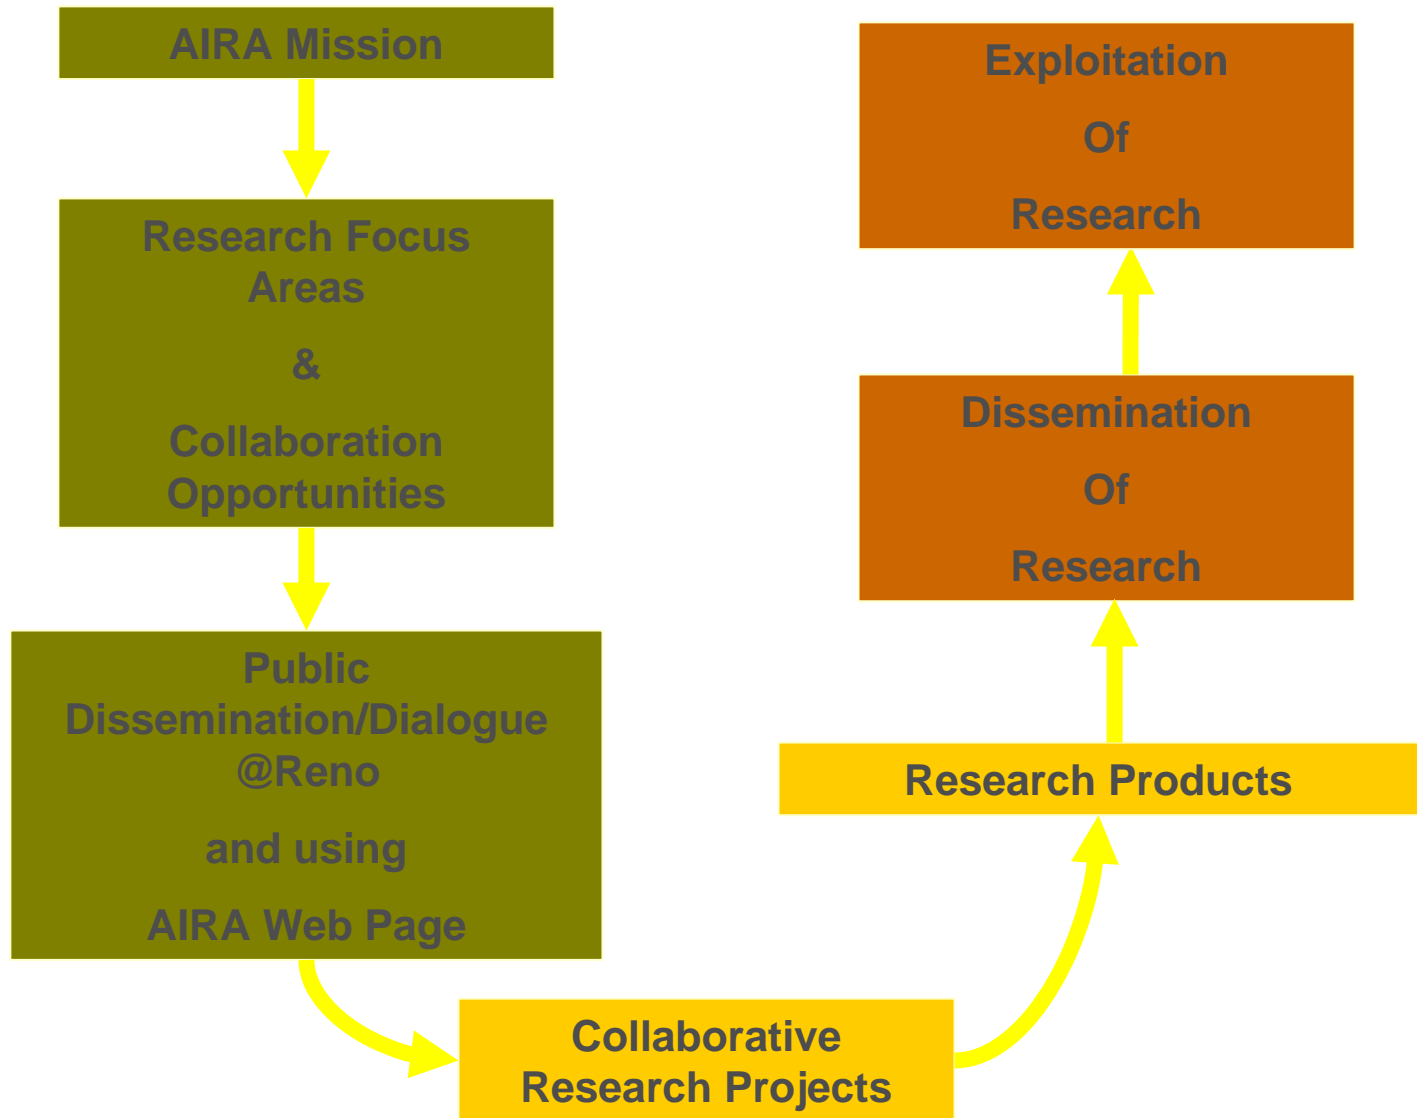 AIRA Mission
Research Focus
Areas
&
Collaboration
Opportunities
Public
Dissemination/Dialogue
@Reno
and using
AIRA Web Page
Collaborative
Research Projects
Research Products
Dissemination
Of
Research
Exploitation
Of
Research